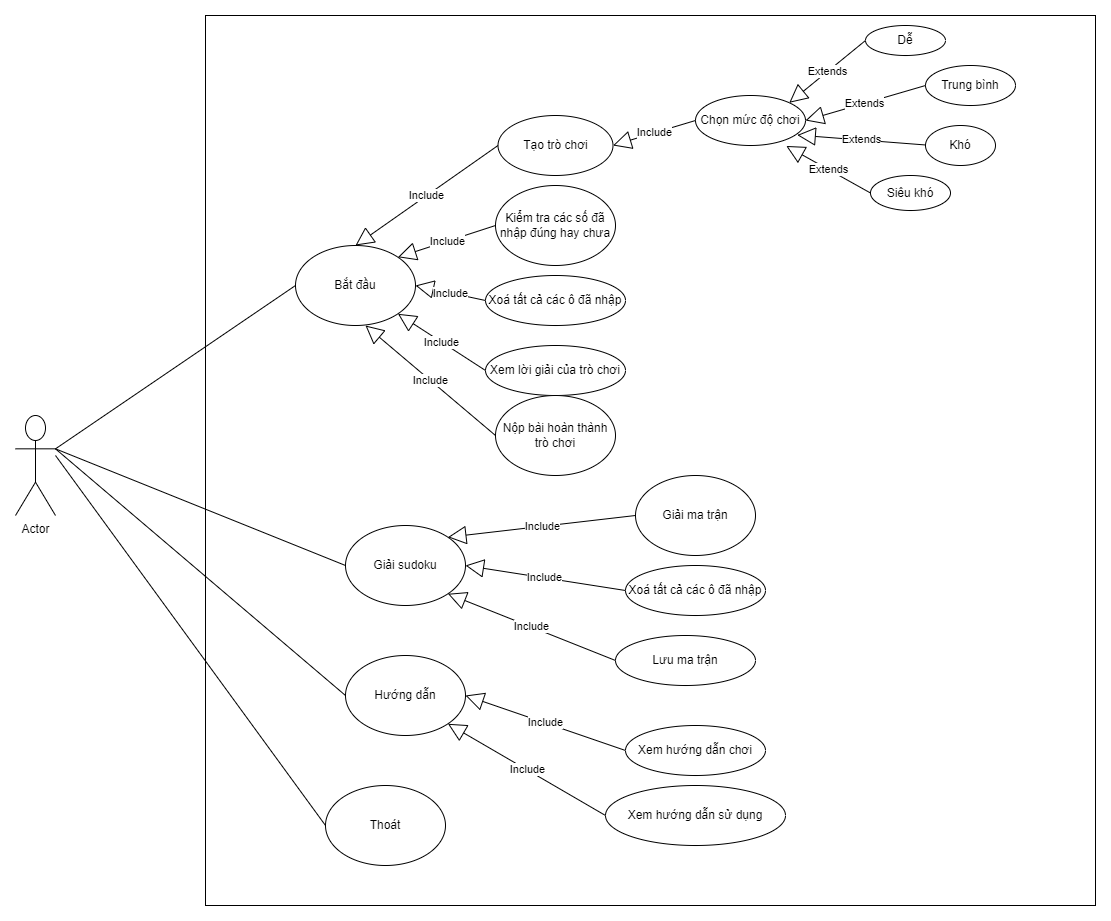 Dễ
Extends
Trung bình
Extends
Chọn mức độ chơi
Include
Extends
Khó
Tạo trò chơi
Extends
Siêu khó
Include
Kiểm tra các số đã
nhập đúng hay chưa
Include
Bắt đầu
Include
Xoá tất cả các ô đã nhập
Include
Xem lời giải của trò chơi
Include
Nộp bài hoàn thành
trò chơi
Actor
Giải ma trận
Include
Giải sudoku
Include
Xoá tất cả các ô đã nhập
Include
Lưu ma trận
Hướng dẫn
Include
Xem hướng dẫn chơi
Include
Xem hướng dẫn sử dụng
Thoát